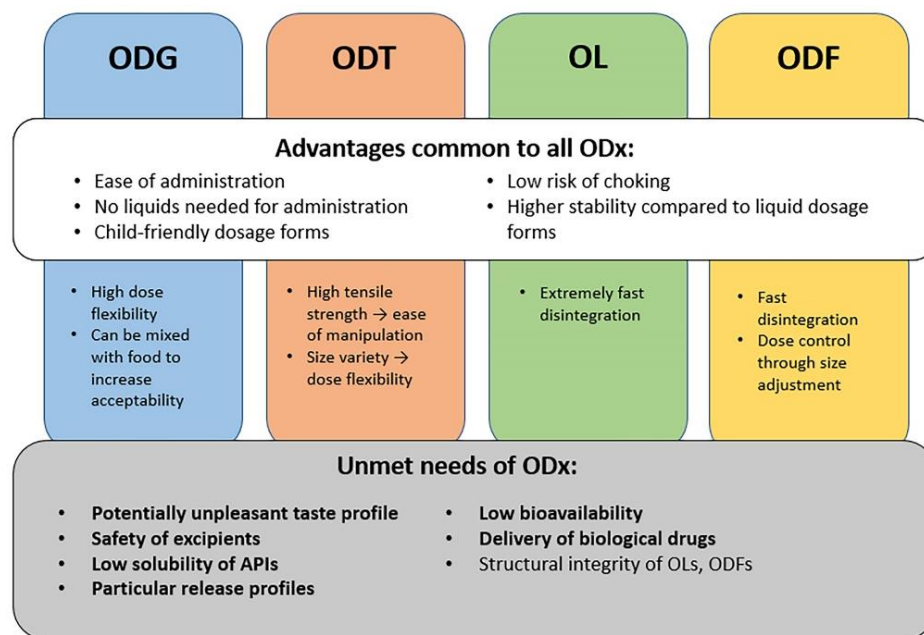 ODG
ODT
OL
ODF
Advantages common to all ODx:
• Ease of administration
• No liquids needed for administration
• Child-friendly dosage forms
• Low risk of choking
• Higher stability compared to liquid dosage
forms
• High dose
flexibility
• Can be mixed
with food to
increase
acceptability
• High tensile
strength → ease
of manipulation
• Size variety →
dose flexibility
• Extremely fast
disintegration
• Fast
disintegration
• Dose control
through size
adjustment
Unmet needs of ODx:
• Potentially unpleasant taste profile
• Safety of excipients
• Low solubility of APIs
• Particular release profiles
• Low bioavailability
• Delivery of biological drugs
• Structural integrity of OLs, ODFs